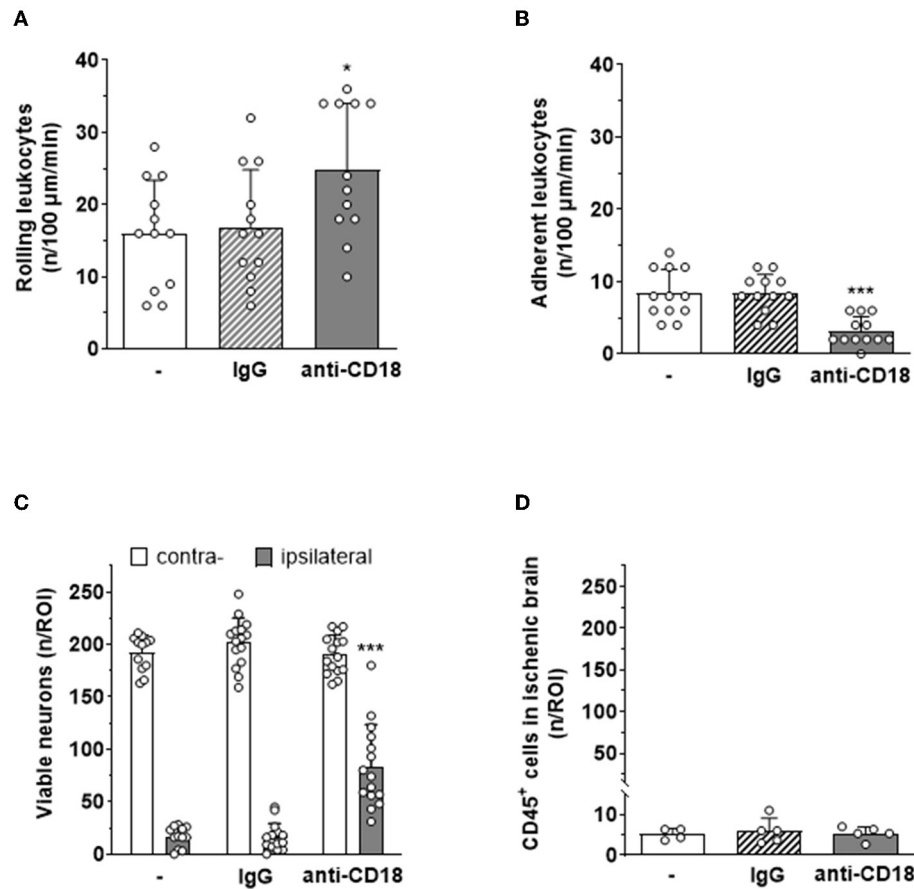 A
Rolling leukocytes
(n/100 µm/min)
40
30
20
10
0
*
-
IgG
anti-CD18
B
Adherent leukocytes
(n/100 µm/min)
40
30
20
10
0
***
-
IgG
anti-CD18
C
contra-
ipsilateral
Viable neurons (n/ROI)
250
200
150
100
50
0
***
-
IgG
anti-CD18
D
CD45⁺ cells in ischenic brain
(n/ROI)
250
200
150
100
50
10
0
-
IgG
anti-CD18